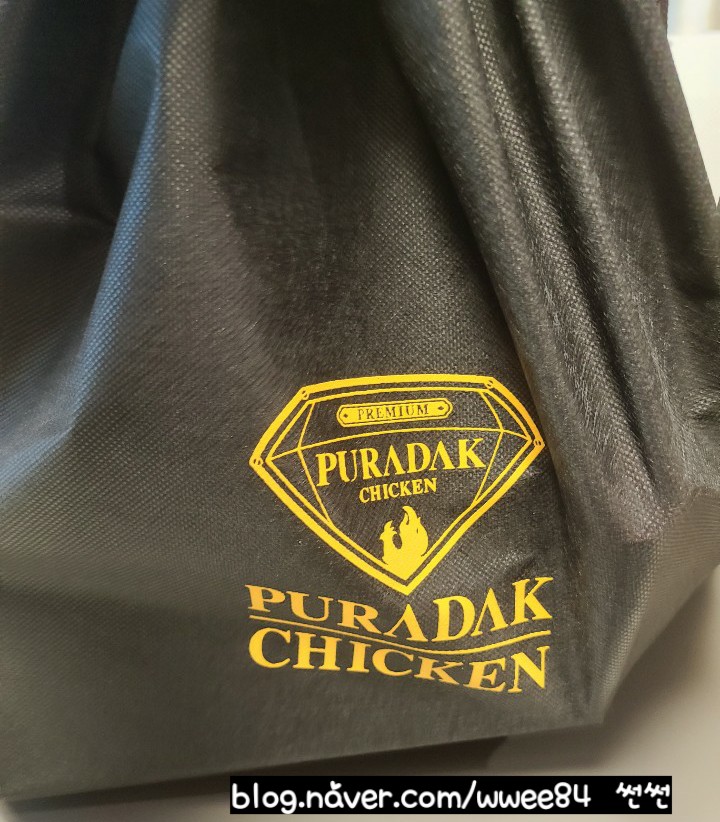 PREMIUM
PURADAK
CHICKEN
PURADAK
CHICKEN
blog.naver.com/wwee84 썬썬